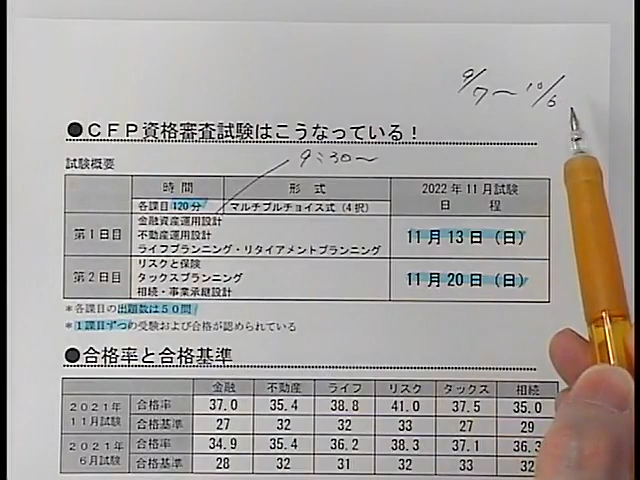 9/7～10/6
●CFP資格審査試験はこうなっている！
9:30～
試験概要
時間 形式 2022年11月試験
各課目120分 マルチプルチョイス式（4択） 日程
第1日目 金融資産運用設計 11月13日（日）
不動産運用設計
ライフプランニング・リタイアメントプランニング
第2日目 リスクと保険 11月20日（日）
タックスプランニング
相続・事業承継設計
＊各課目の出題数は５０問
＊１課目ずつの受験および合格が認められている
●合格率と合格基準
金融 不動産 ライフ リスク タックス 相続
2021年11月試験 合格率 37.0 35.4 38.8 41.0 37.5 35.0
合格基準 27 32 32 33 27 29
2021年6月試験 合格率 34.9 35.4 36.2 38.3 37.1 36.3
合格基準 28 32 31 32 33 32